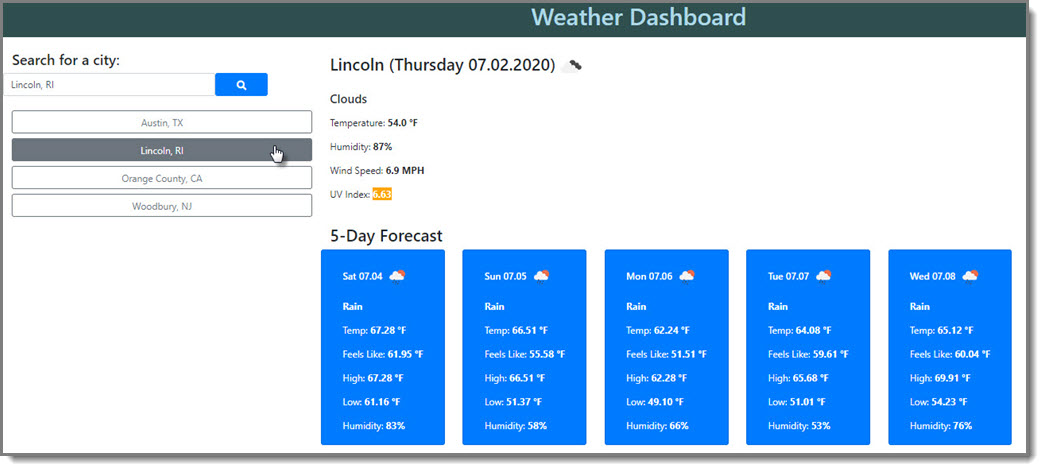 Weather Dashboard
Search for a city:
Lincoln, RI
Austin, TX
Lincoln, RI
Orange County, CA
Woodbury, NJ
Lincoln (Thursday 07.02.2020)
Clouds
Temperature: 54.0 °F
Humidity: 87%
Wind Speed: 6.9 MPH
UV Index: 6.63
5-Day Forecast
Sat 07.04
Rain
Temp: 67.28 °F
Feels Like: 61.95 °F
High: 67.28 °F
Low: 61.16 °F
Humidity: 83%
Sun 07.05
Rain
Temp: 66.51 °F
Feels Like: 55.58 °F
High: 66.51 °F
Low: 51.37 °F
Humidity: 58%
Mon 07.06
Rain
Temp: 62.24 °F
Feels Like: 51.51 °F
High: 62.28 °F
Low: 49.10 °F
Humidity: 66%
Tue 07.07
Rain
Temp: 64.08 °F
Feels Like: 59.61 °F
High: 65.68 °F
Low: 51.01 °F
Humidity: 53%
Wed 07.08
Rain
Temp: 65.12 °F
Feels Like: 60.04 °F
High: 69.91 °F
Low: 54.23 °F
Humidity: 76%